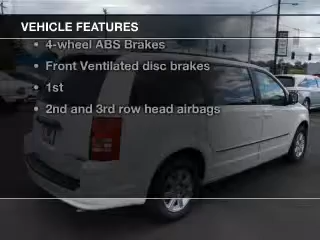 VEHICLE FEATURES
• 4-wheel ABS Brakes
• Front Ventilated disc brakes
• 1st
• 2nd and 3rd row head airbags